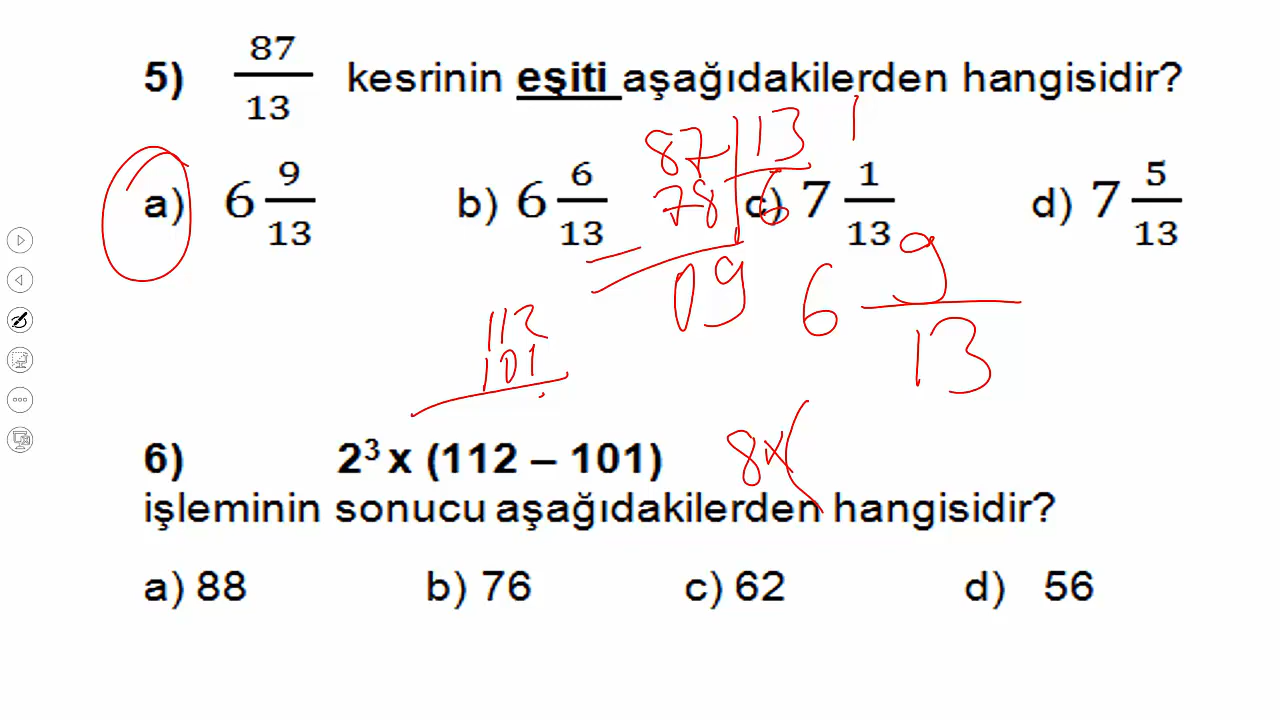 5) 87/13 kesrinin eşiti aşağıdakilerden hangisidir?
87 | 13 1
a) 6 9/13 b) 6 6/13 c) 7 1/13 d) 7 5/13
78 6
09 6 9/13
112
101
6) 2³ x (112 – 101) 8x(
işleminin sonucu aşağıdakilerden hangisidir?
a) 88 b) 76 c) 62 d) 56